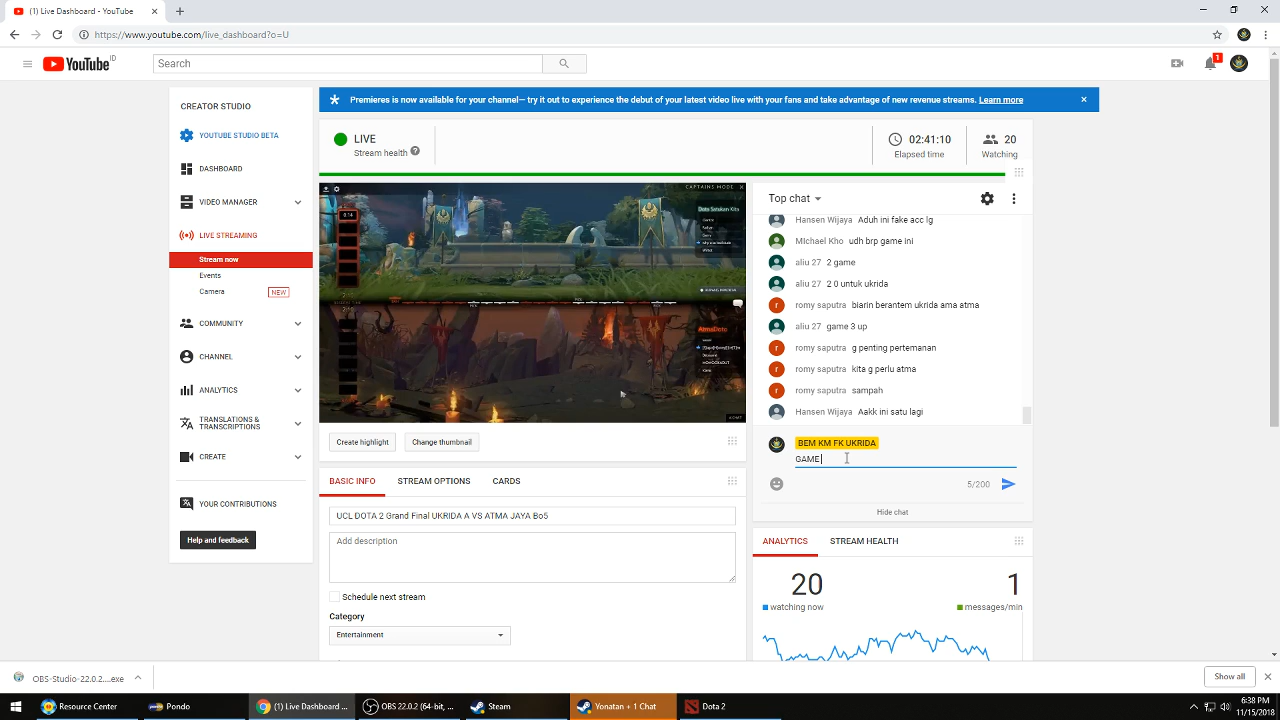 (1) Live Dashboard - YouTube
https://www.youtube.com/live_dashboard?o=U
YouTube ID
Search
1
CREATOR STUDIO
YOUTUBE STUDIO BETA
DASHBOARD
VIDEO MANAGER
LIVE STREAMING
Stream now
Events
Camera NEW
COMMUNITY
CHANNEL
ANALYTICS
TRANSLATIONS &
TRANSCRIPTIONS
CREATE
YOUR CONTRIBUTIONS
Help and feedback
Premieres is now available for your channel— try it out to experience the debut of your latest video live with your fans and take advantage of new revenue streams. Learn more
LIVE
Stream health
02:41:10
Elapsed time
20
Watching
CAPTAINS MODE
0:14
Dota Satukan Kita
AtmaDota
Create highlight
Change thumbnail
BASIC INFO
STREAM OPTIONS
CARDS
UCL DOTA 2 Grand Final UKRIDA A VS ATMA JAYA Bo5
Add description
Schedule next stream
Category
Entertainment
Top chat
Hansen Wijaya Aduh ini fake acc lg
Michael Kho udh brp game ini
aliu 27 2 game
aliu 27 2 0 untuk ukrida
romy saputra biarin berantem ukrida ama atma
aliu 27 game 3 up
romy saputra g penting pertemanan
romy saputra kita g perlu atma
romy saputra sampah
Hansen Wijaya Aakk ini satu lagi
BEM KM FK UKRIDA
GAME
5/200
Hide chat
ANALYTICS
STREAM HEALTH
20
watching now
1
messages/min
OBS-Studio-22.0.2....exe
Show all
Resource Center
Pondo
(1) Live Dashboard ...
OBS 22.0.2 (64-bit, ...
Steam
Yonatan + 1 Chat
Dota 2
6:38 PM
11/15/2018